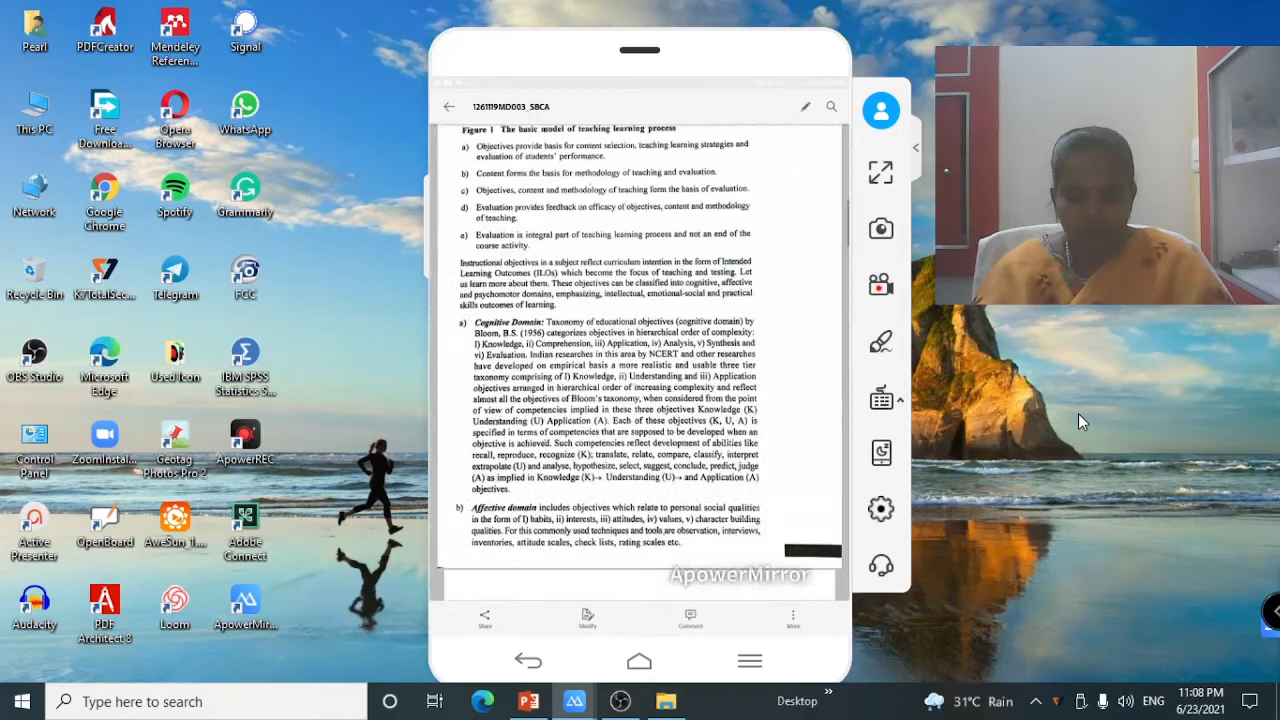 Pearl
PDFCreator
Mendeley
Referen...
Signal
This PC
Free
Downloa...
Opera
Browser
WhatsApp
Network
Google
Chrome
Spotify
Grammarly
Recycle Bin
Telegram
FCC
OBS Studio
Microsoft
Edge
Used Icon
IBM SPSS
Statistics S...
Control
Panel
ZoomInstal...
Geotag
Photos Pro 2
ApowerREC
Presenter
OpenBoard
AveSun 1....
Adobe
Connect
Audacity
PDF
Architect 8
Loom
ApowerMir...
1261119MD003_SBCA
Figure 1 The basic model of teaching learning process
a) Objectives provide basis for content selection, teaching learning strategies and
evaluation of students' performance.
b) Content forms the basis for methodology of teaching and evaluation.
c) Objectives, content and methodology of teaching form the basis of evaluation.
d) Evaluation provides feedback on efficacy of objectives, content and methodology
of teaching.
e) Evaluation is integral part of teaching learning process and not an end of the
course activity.
Instructional objectives in a subject reflect curriculum intention in the form of Intended
Learning Outcomes (ILOs) which become the focus of teaching and testing. Let
us learn more about them. These objectives can be classified into cognitive, affective
and psychomotor domains, emphasizing, intellectual, emotional-social and practical
skills outcomes of learning.
a) Cognitive Domain: Taxonomy of educational objectives (cognitive domain) by
Bloom, B.S. (1956) categorizes objectives in hierarchical order of complexity:
i) Knowledge, ii) Comprehension, iii) Application, iv) Analysis, v) Synthesis and
vi) Evaluation. Indian researches in this area by NCERT and other researches
have developed on empirical basis a more realistic and usable three tier
taxonomy comprising of I) Knowledge, ii) Understanding and iii) Application
objectives arranged in hierarchical order of increasing complexity and reflect
almost all the objectives of Bloom's taxonomy, when considered from the point
of view of competencies implied in these three objectives Knowledge (K)
Understanding (U) Application (A). Each of these objectives (K, U, A) is
specified in terms of competencies that are supposed to be developed when an
objective is achieved. Such competencies reflect development of abilities like
recall, reproduce, recognize (K); translate, relate, compare, classify, interpret
extrapolate (U) and analyse, hypothesize, select, suggest, conclude, predict, judge
(A) as implied in Knowledge (K)→ Understanding (U)→ and Application (A)
objectives.
b) Affective domain includes objectives which relate to personal social qualities
in the form of I) habits, ii) interests, iii) attitudes, iv) values, v) character building
qualities. For this commonly used techniques and tools are observation, interviews,
inventories, attitude scales, check lists, rating scales etc.
ApowerMirror
Share
Modify
Comment
More
Type here to search
Desktop
31°C Rain
ENG
11:08 PM
6/23/2021